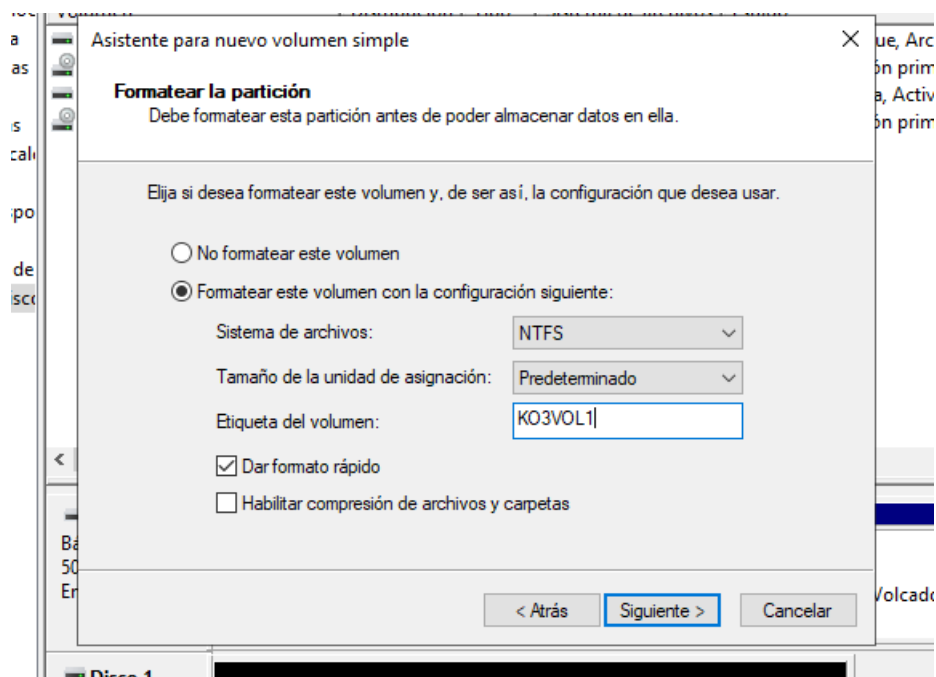 Asistente para nuevo volumen simple
Formatear la partición
Debe formatear esta partición antes de poder almacenar datos en ella.
Elija si desea formatear este volumen y, de ser así, la configuración que desea usar.
No formatear este volumen
Formatear este volumen con la configuración siguiente:
Sistema de archivos: NTFS
Tamaño de la unidad de asignación: Predeterminado
Etiqueta del volumen: KO3VOL1
Dar formato rápido
Habilitar compresión de archivos y carpetas
< Atrás Siguiente > Cancelar
Disco 1